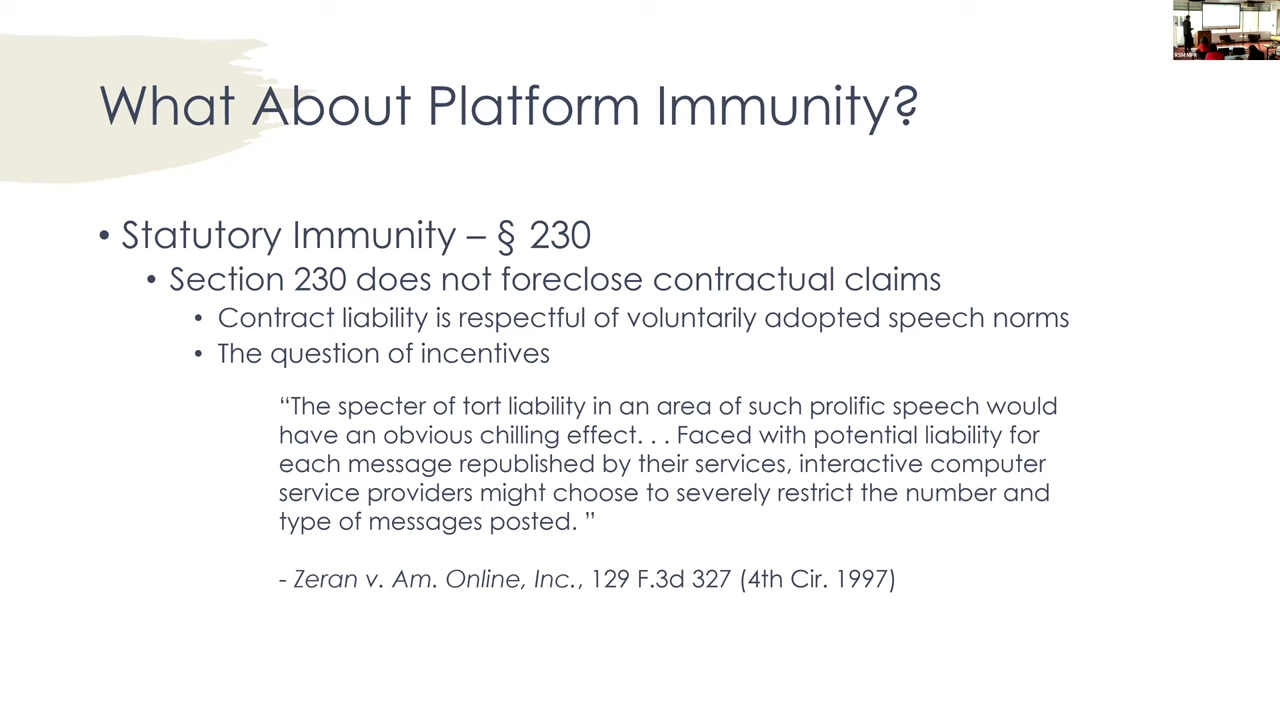 What About Platform Immunity?
• Statutory Immunity – § 230
• Section 230 does not foreclose contractual claims
• Contract liability is respectful of voluntarily adopted speech norms
• The question of incentives
“The specter of tort liability in an area of such prolific speech would
have an obvious chilling effect. . . Faced with potential liability for
each message republished by their services, interactive computer
service providers might choose to severely restrict the number and
type of messages posted. ”
- Zeran v. Am. Online, Inc., 129 F.3d 327 (4th Cir. 1997)